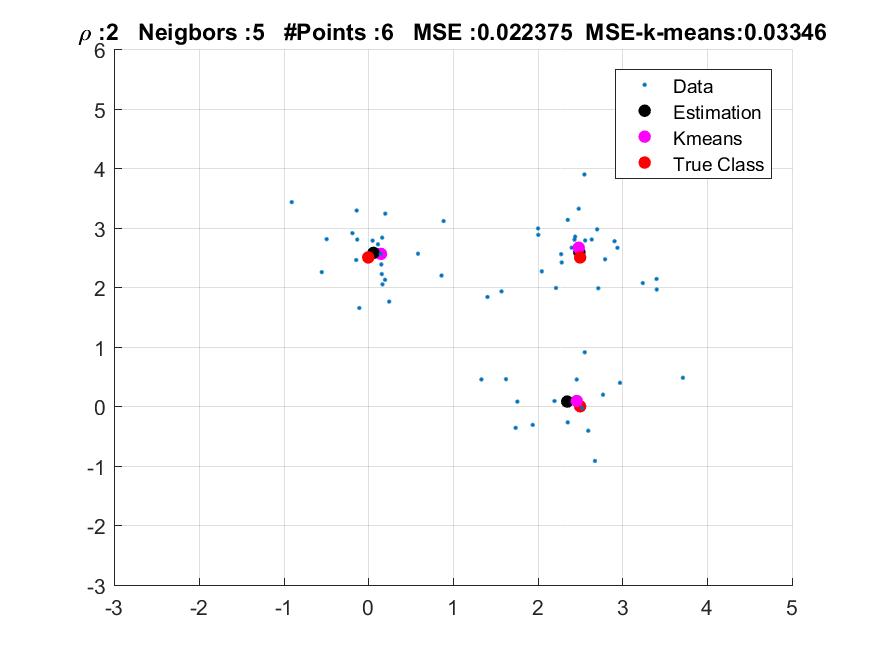 ρ :2 Neigbors :5 #Points :6 MSE :0.022375 MSE-k-means:0.03346
6
5
4
3
2
1
0
-1
-2
-3
-3 -2 -1 0 1 2 3 4 5
Data
Estimation
Kmeans
True Class